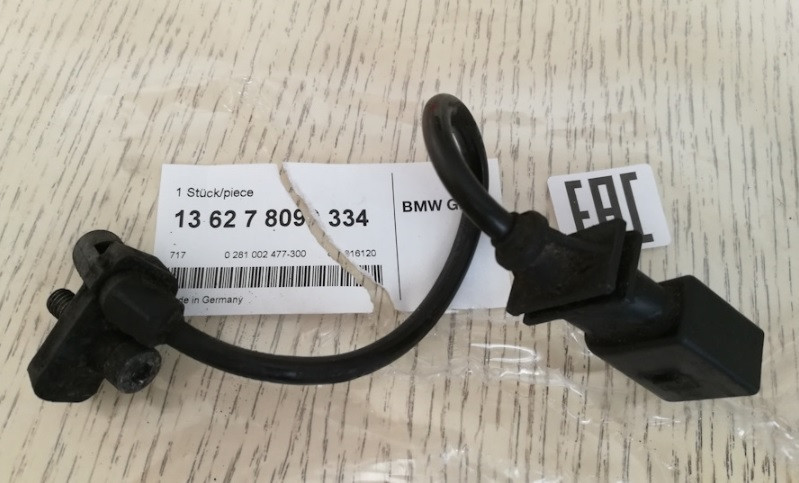 1 Stück/piece
13 62 7 809 334
BMW G
717 0 281 002 477-300 816120
de in Germany
EAC